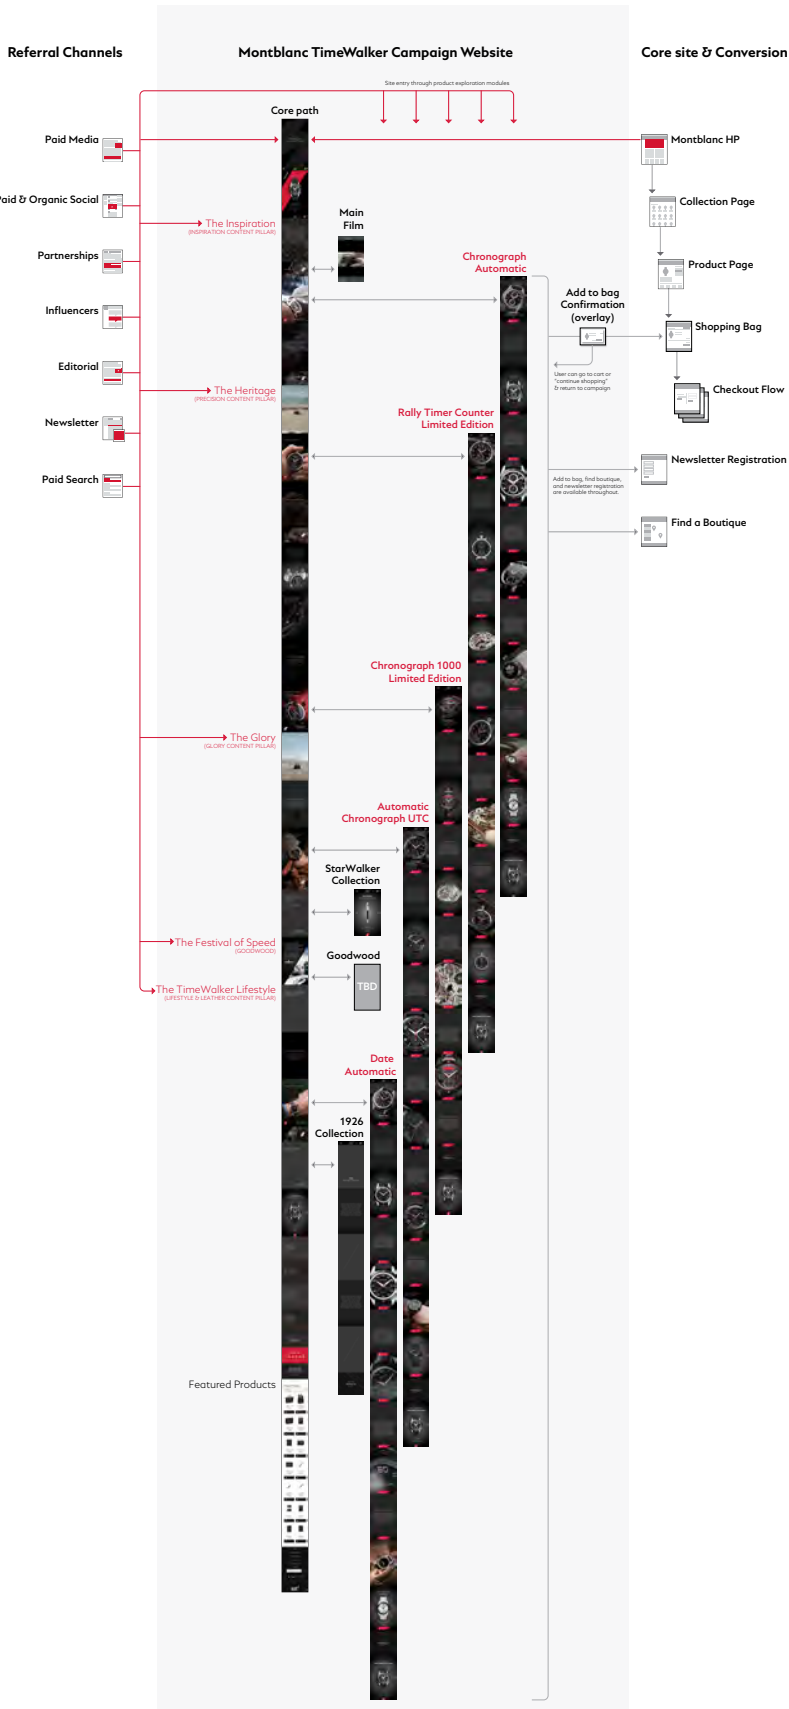 Referral Channels
Montblanc TimeWalker Campaign Website
Core site & Conversion
Site entry through product exploration modules
Core path
Paid Media
Paid & Organic Social
Partnerships
Influencers
Editorial
Newsletter
Paid Search
The Inspiration
(INSPIRATION CONTENT PILLAR)
Main
Film
The Heritage
(PRECISION CONTENT PILLAR)
The Glory
(GLORY CONTENT PILLAR)
The Festival of Speed
(GOODWOOD)
The TimeWalker Lifestyle
(LIFESTYLE & LEATHER CONTENT PILLAR)
Featured Products
Chronograph
Automatic
Rally Timer Counter
Limited Edition
Chronograph 1000
Limited Edition
Automatic
Chronograph UTC
StarWalker
Collection
Goodwood
TBD
Date
Automatic
1926
Collection
Add to bag
Confirmation
(overlay)
User can go to cart or
"continue shopping"
& return to campaign
Add to bag, find boutique,
and newsletter registration
are available throughout.
Montblanc HP
Collection Page
Product Page
Shopping Bag
Checkout Flow
Newsletter Registration
Find a Boutique